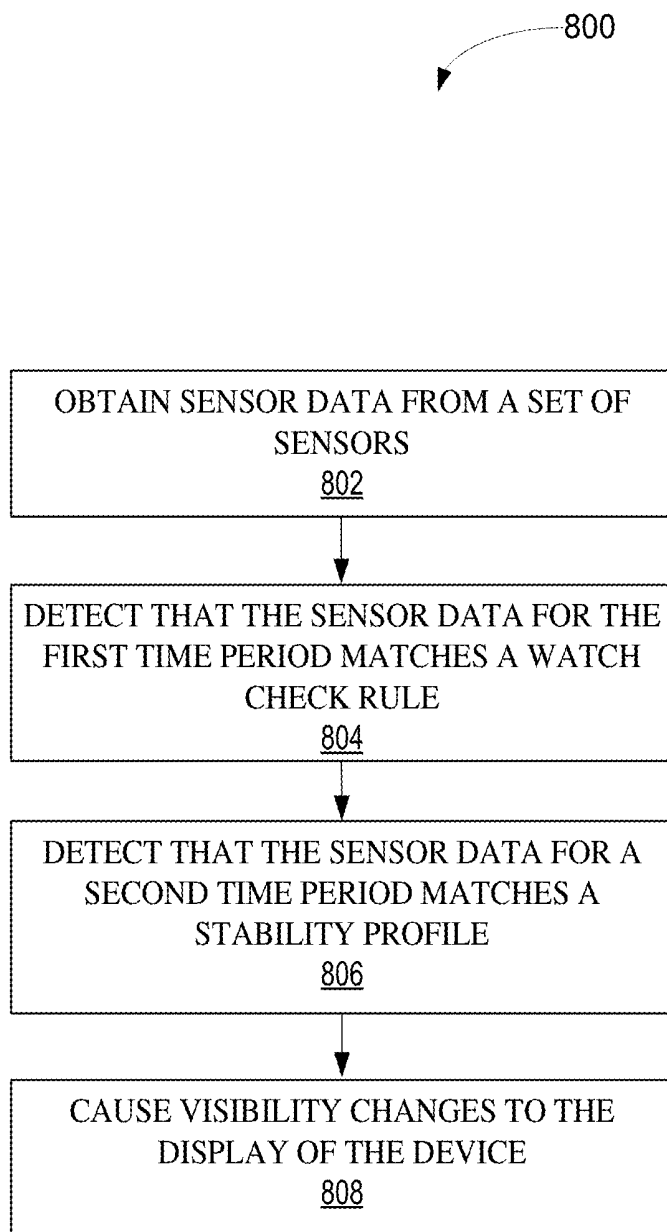 800
OBTAIN SENSOR DATA FROM A SET OF
SENSORS
802
DETECT THAT THE SENSOR DATA FOR THE
FIRST TIME PERIOD MATCHES A WATCH
CHECK RULE
804
DETECT THAT THE SENSOR DATA FOR A
SECOND TIME PERIOD MATCHES A
STABILITY PROFILE
806
CAUSE VISIBILITY CHANGES TO THE
DISPLAY OF THE DEVICE
808